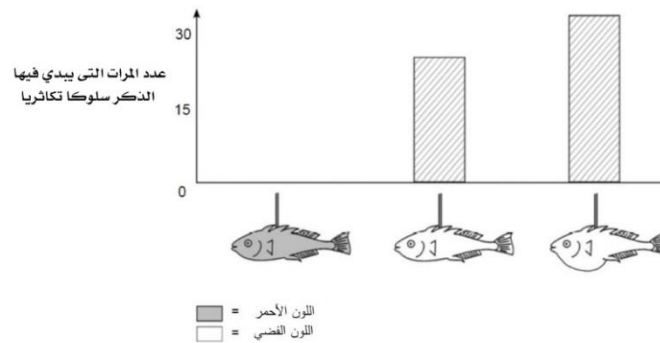 30
عدد المرات التى يبدي فيها
الذكر سلوكا تكاثريا
15
0
اللون الأحمر =
اللون الفضي =